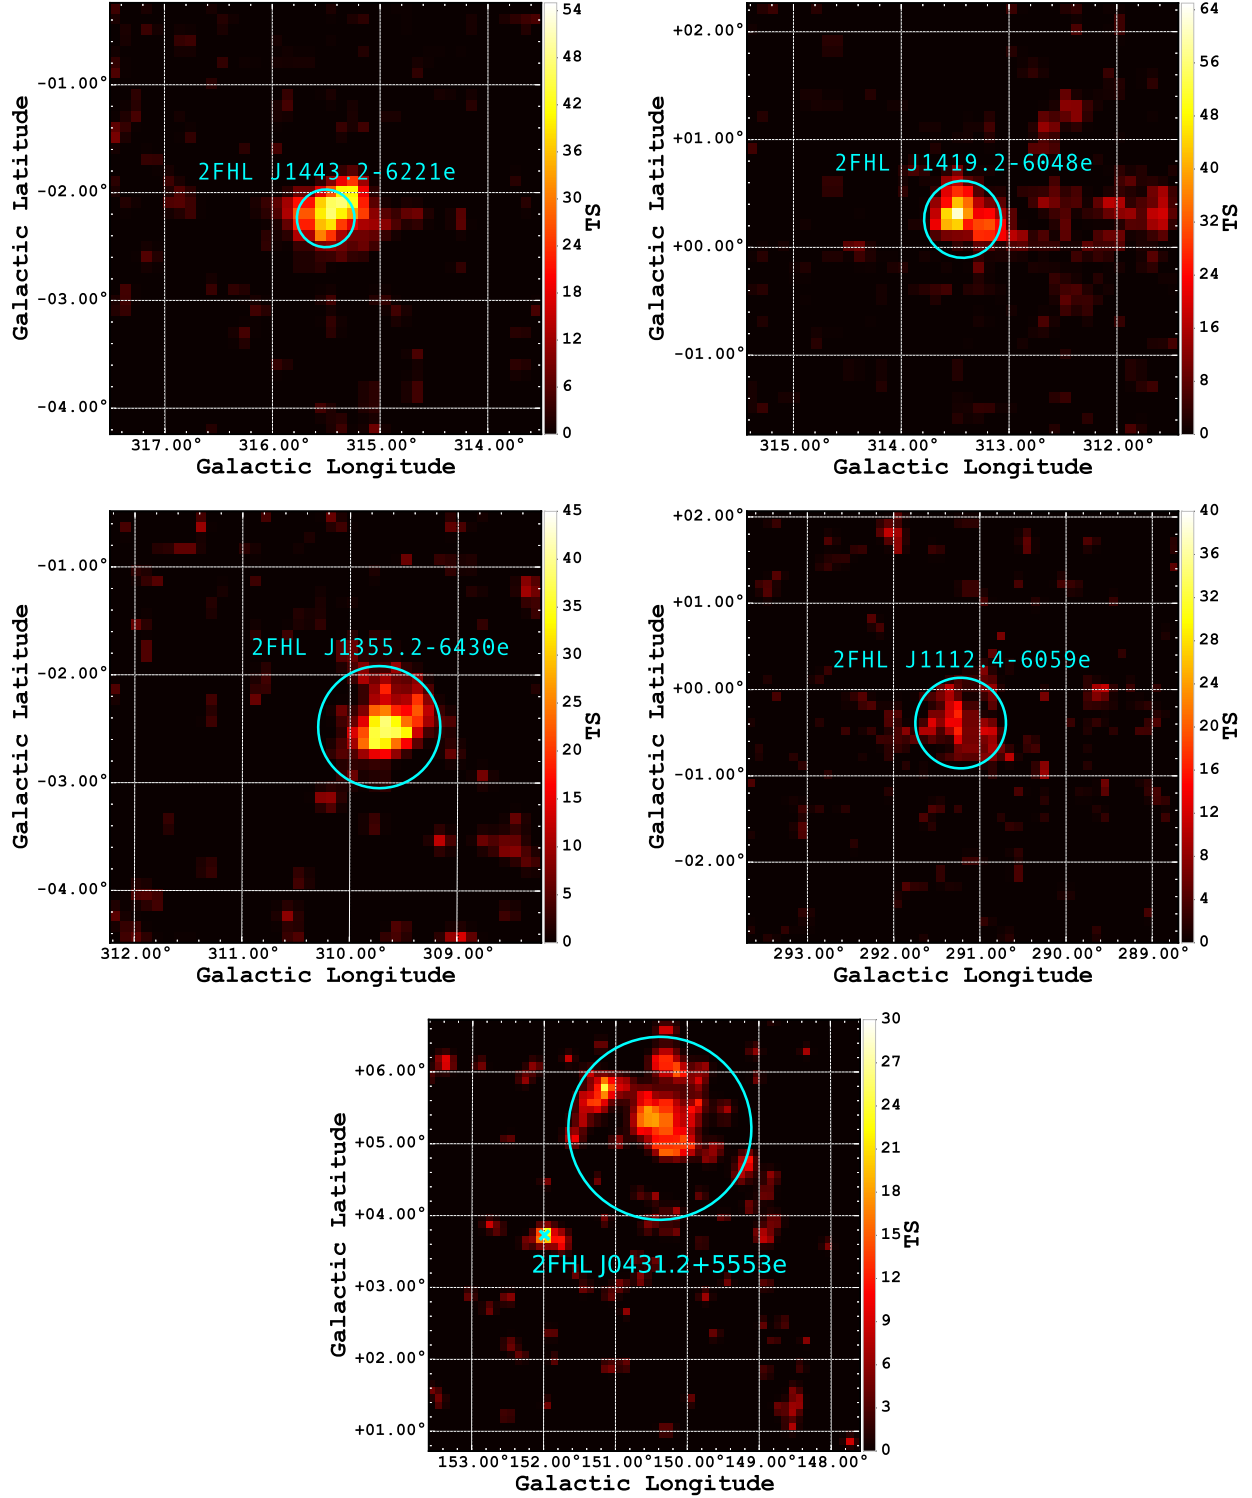 54
48
42
36
30
24
18
12
6
0
TS
-01.00°
-02.00°
-03.00°
-04.00°
Galactic Latitude
2FHL J1443.2-6221e
317.00° 316.00° 315.00° 314.00°
Galactic Longitude
64
56
48
40
32
24
16
8
0
TS
+02.00°
+01.00°
+00.00°
-01.00°
Galactic Latitude
2FHL J1419.2-6048e
315.00° 314.00° 313.00° 312.00°
Galactic Longitude
45
40
35
30
25
20
15
10
5
0
TS
-01.00°
-02.00°
-03.00°
-04.00°
Galactic Latitude
2FHL J1355.2-6430e
312.00° 311.00° 310.00° 309.00°
Galactic Longitude
40
36
32
28
24
20
16
12
8
4
0
TS
+02.00°
+01.00°
+00.00°
-01.00°
-02.00°
Galactic Latitude
2FHL J1112.4-6059e
293.00° 292.00° 291.00° 290.00° 289.00°
Galactic Longitude
30
27
24
21
18
15
12
9
6
3
0
TS
+06.00°
+05.00°
+04.00°
+03.00°
+02.00°
+01.00°
Galactic Latitude
2FHL J0431.2+5553e
153.00° 152.00° 151.00° 150.00° 149.00° 148.00°
Galactic Longitude